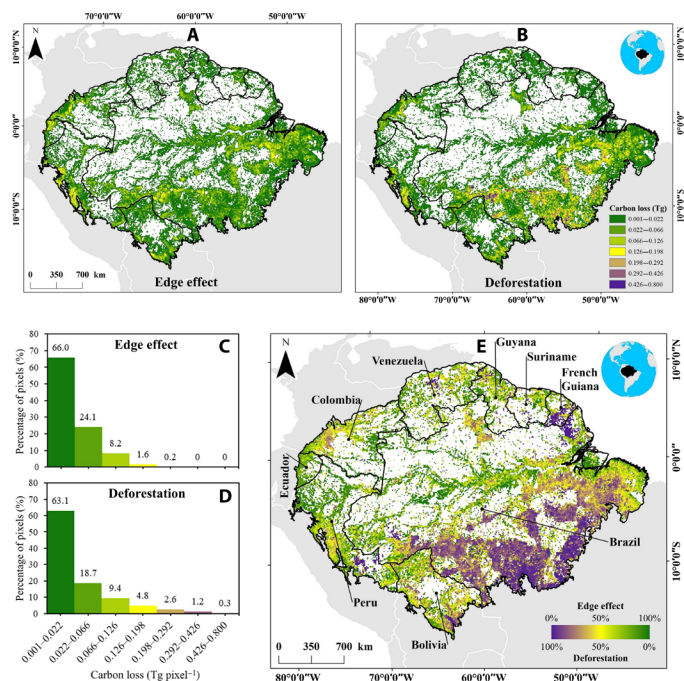 70°0'0"W 60°0'0"W 50°0'0"W
A
B
N
10°0'0"N
0°0'0"
10°0'0"S
10°0'0"N
0°0'0"
10°0'0"S
0 350 700 km
Edge effect
0 350 700 km
Deforestation
Carbon loss (Tg)
0.001—0.022
0.022—0.066
0.066—0.126
0.126—0.198
0.198—0.292
0.292—0.426
0.426—0.800
80°0'0"W 70°0'0"W 60°0'0"W 50°0'0"W
C
Edge effect
Percentage of pixels (%)
80
70
60
50
40
30
20
10
0
66.0
24.1
8.2
1.6
0.2
0
0
D
Deforestation
Percentage of pixels (%)
80
70
60
50
40
30
20
10
0
63.1
18.7
9.4
4.8
2.6
1.2
0.3
0.001–0.022
0.022–0.066
0.066–0.126
0.126–0.198
0.198–0.292
0.292–0.426
0.426–0.800
Carbon loss (Tg pixel⁻¹)
E
N
Guyana
Venezuela
Suriname
French
Guiana
Colombia
Ecuador
Brazil
Peru
Bolivia
10°0'0"N
0°0'0"
10°0'0"S
Edge effect
0% 50% 100%
100% 50% 0%
Deforestation
0 350 700 km
80°0'0"W 70°0'0"W 60°0'0"W 50°0'0"W